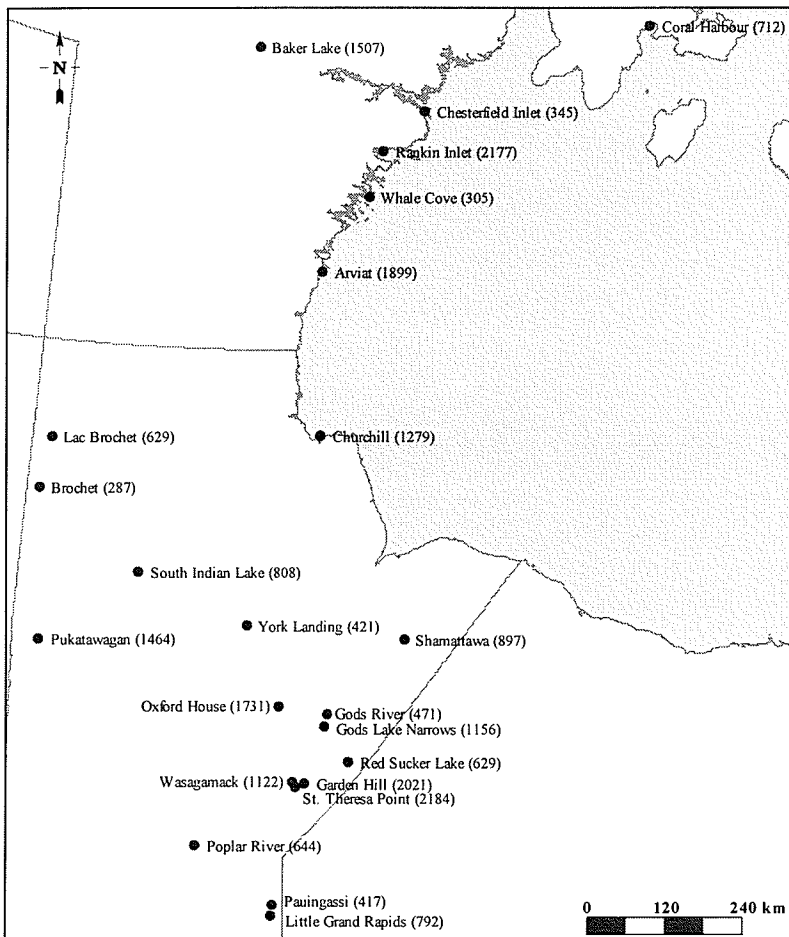 Coral Harbour (712)
Baker Lake (1507)
N
Chesterfield Inlet (345)
Rankin Inlet (2177)
Whale Cove (305)
Arviat (1899)
Lac Brochet (629)
Churchill (1279)
Brochet (287)
South Indian Lake (808)
York Landing (421)
Pukatawagan (1464)
Shamattawa (897)
Oxford House (1731)
Gods River (471)
Gods Lake Narrows (1156)
Red Sucker Lake (629)
Wasagamack (1122)
Garden Hill (2021)
St. Theresa Point (2184)
Poplar River (644)
Pauingassi (417)
Little Grand Rapids (792)
0 120 240 km